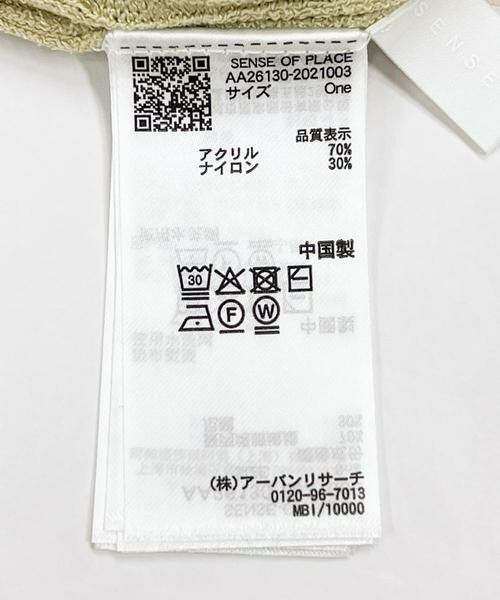 SENSE OF PLACE
AA26130-2021003
サイズ One
品質表示
アクリル 70%
ナイロン 30%
中国製
30
F W
(株)アーバンリサーチ
0120-96-7013
MBI/10000
SENSE